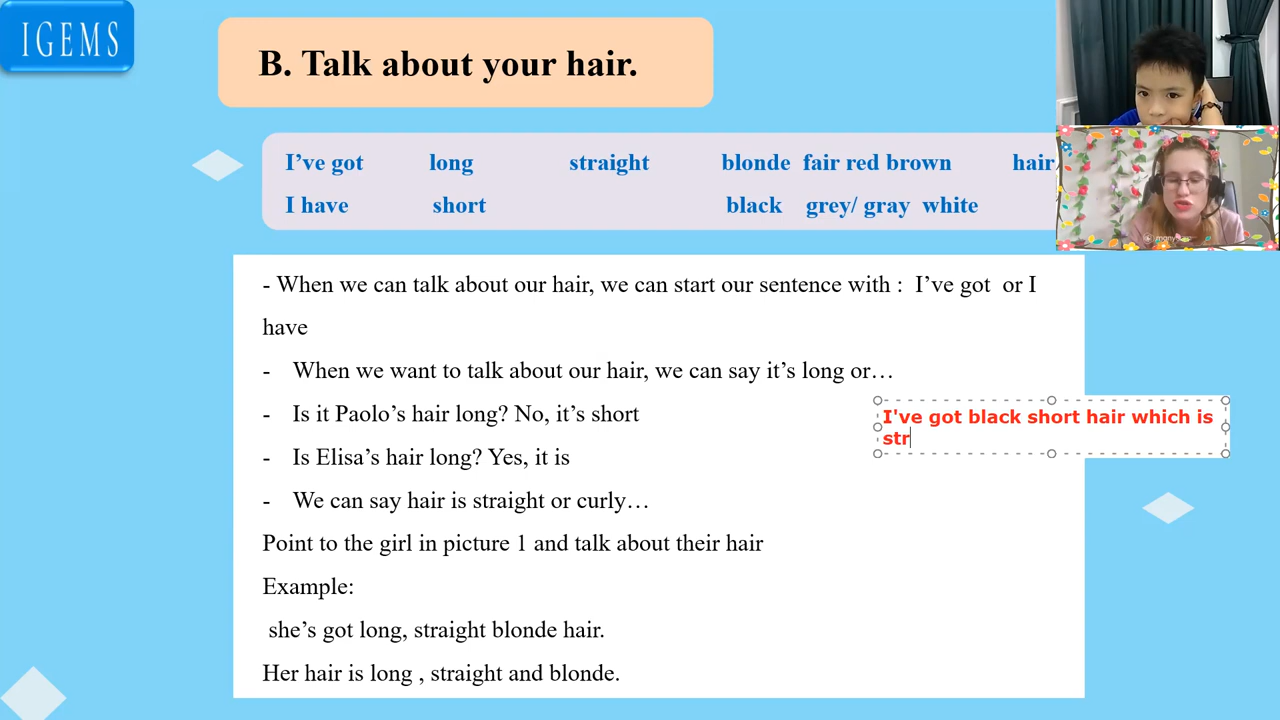 IGEMS
B. Talk about your hair.
I've got long straight blonde fair red brown hair
I have short black grey/ gray white
- When we can talk about our hair, we can start our sentence with : I've got or I
have
- When we want to talk about our hair, we can say it's long or…
- Is it Paolo's hair long? No, it's short
- Is Elisa's hair long? Yes, it is
- We can say hair is straight or curly…
Point to the girl in picture 1 and talk about their hair
Example:
she's got long, straight blonde hair.
Her hair is long , straight and blonde.
I've got black short hair which is
str